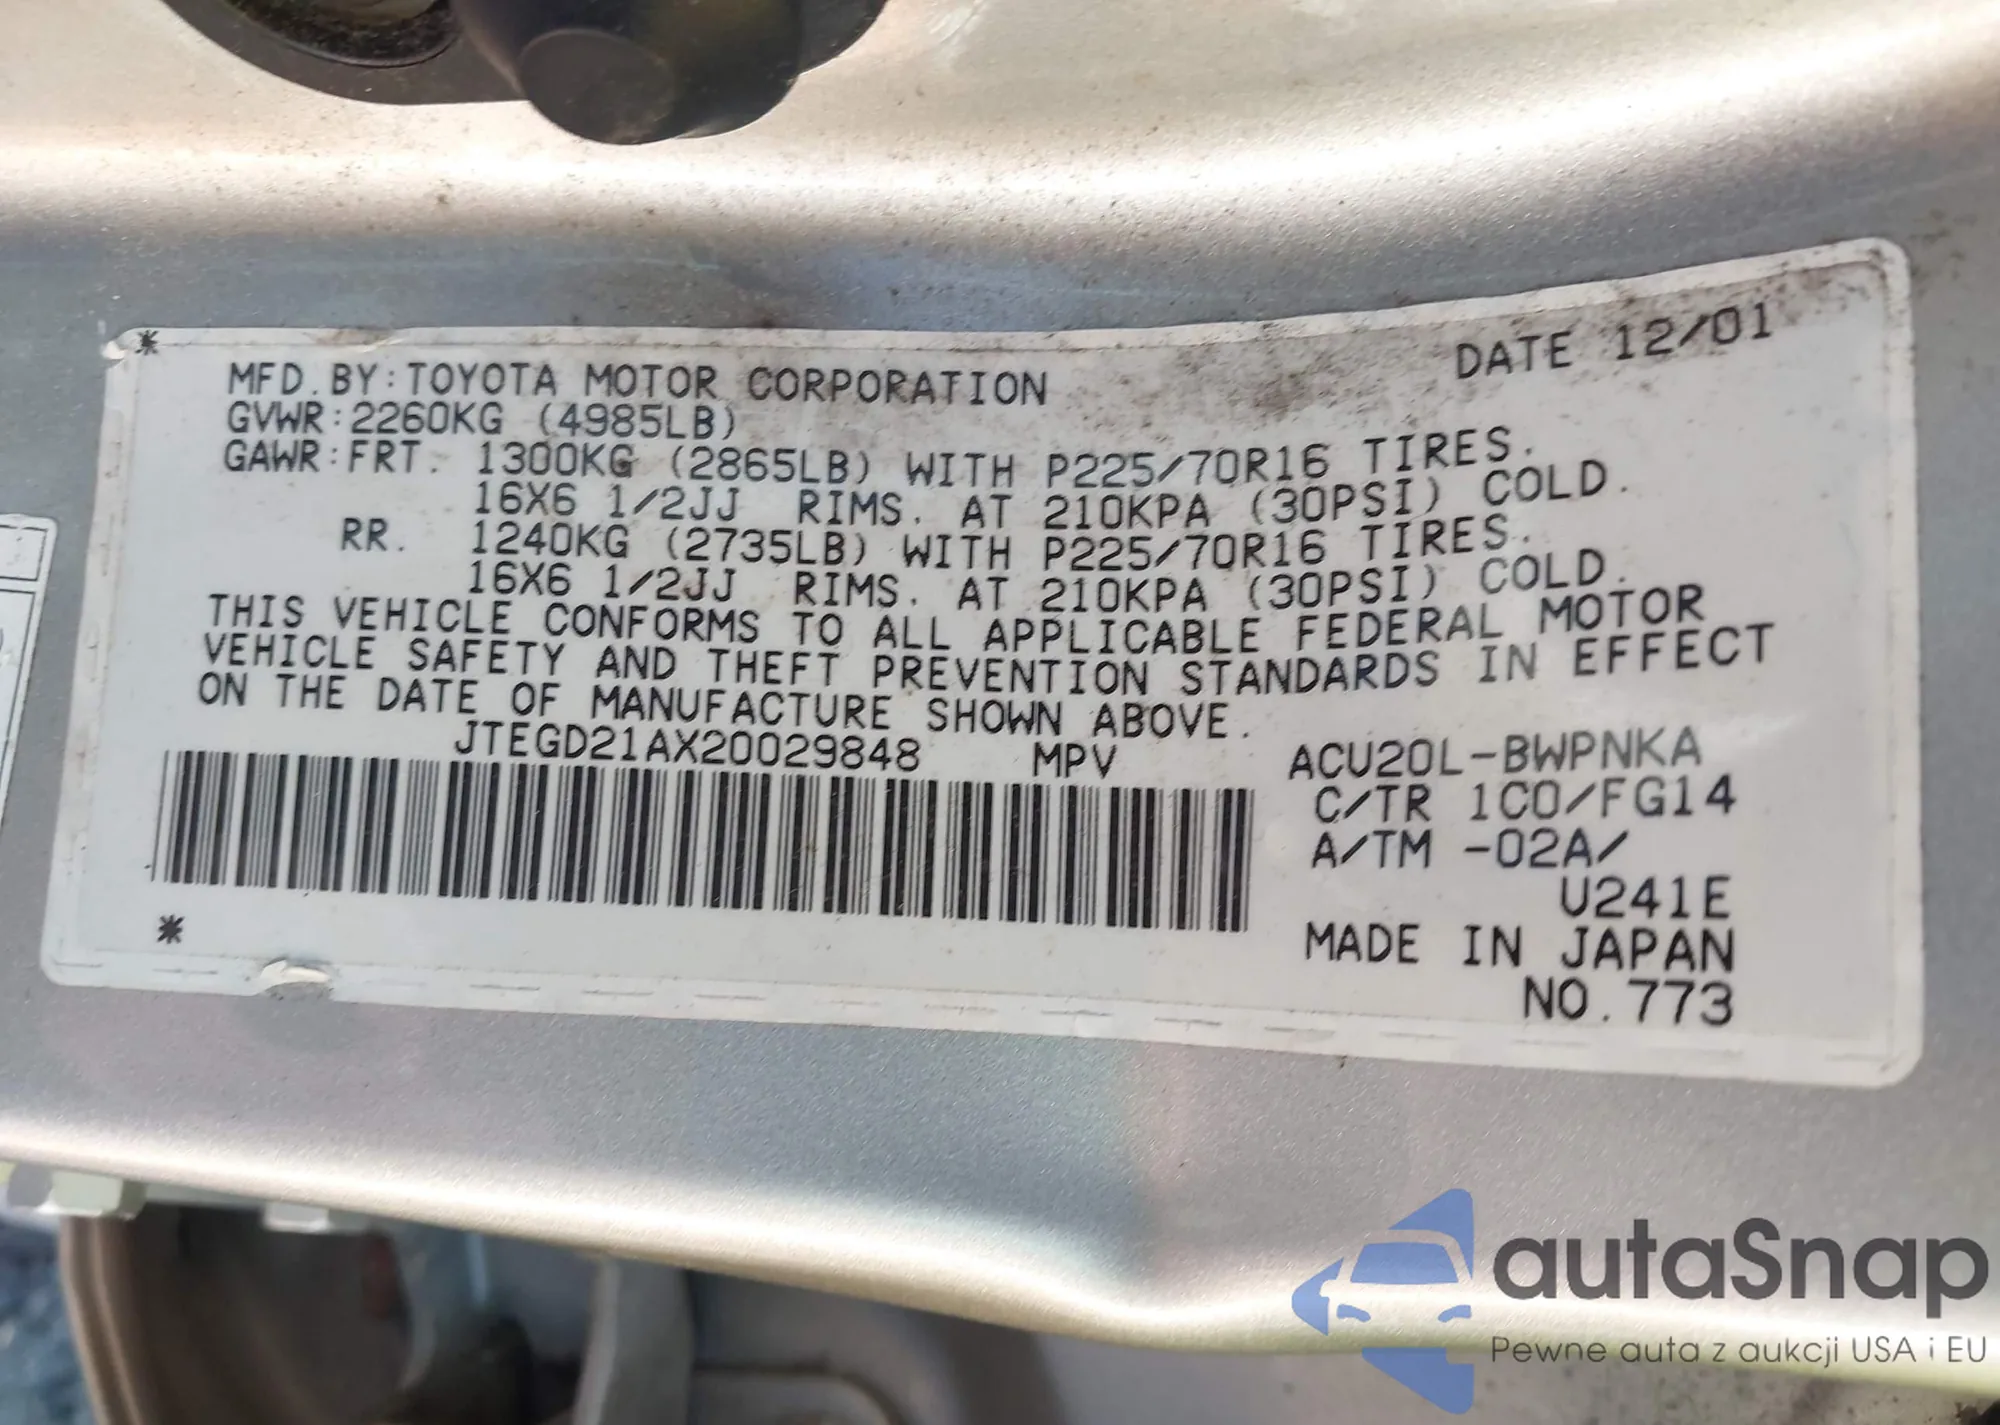 DATE 12/01
MFD.BY:TOYOTA MOTOR CORPORATION
GVWR:2260KG (4985LB)
GAWR:FRT. 1300KG (2865LB) WITH P225/70R16 TIRES.
16X6 1/2JJ RIMS. AT 210KPA (30PSI) COLD.
RR. 1240KG (2735LB) WITH P225/70R16 TIRES.
16X6 1/2JJ RIMS. AT 210KPA (30PSI) COLD.
THIS VEHICLE CONFORMS TO ALL APPLICABLE FEDERAL MOTOR
VEHICLE SAFETY AND THEFT PREVENTION STANDARDS IN EFFECT
ON THE DATE OF MANUFACTURE SHOWN ABOVE.
JTEGD21AX20029848 MPV ACU20L-BWPNKA
C/TR 1C0/FG14
A/TM -02A/
U241E
MADE IN JAPAN
NO.773
autaSnap
Pewne auta z aukcji USA i EU